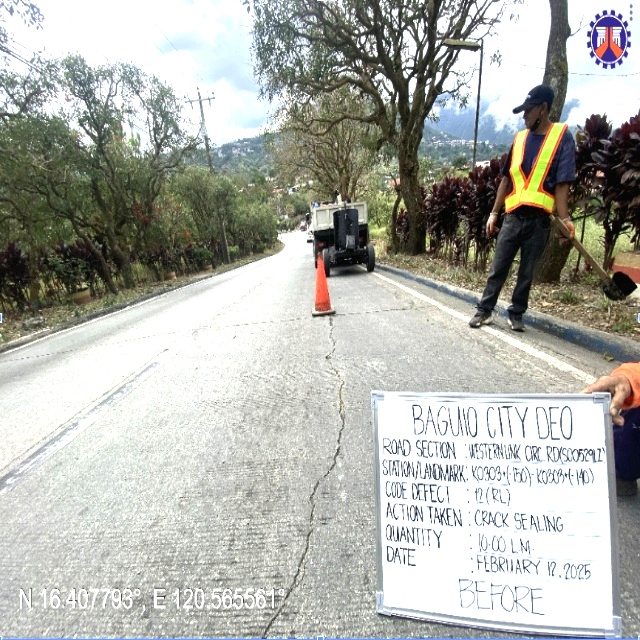 BAGUIO CITY DEO
ROAD SECTION : WESTERN LINK CIRC RD(S00589LZ)
STATION/LANDMARK : K0303+(-150)-K0303+(-140)
CODE DEFECT : 12 (RL)
ACTION TAKEN : CRACK SEALING
QUANTITY : 10.00 L.M.
DATE : FEBRUARY 12, 2025
BEFORE
N 16.407793°, E 120.565561°